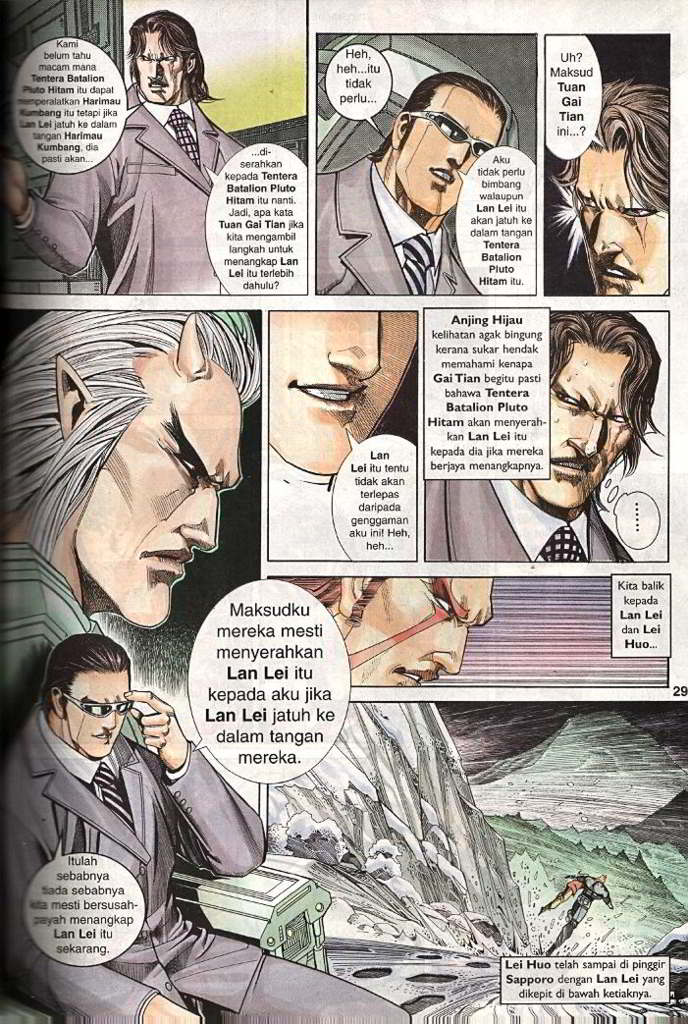 Kami
belum tahu
macam mana
Tentera Batalion
Pluto Hitam itu dapat
memperalatkan Harimau
Kumbang itu tetapi jika
Lan Lei jatuh ke dalam
tangan Harimau
Kumbang, dia
pasti akan...
...di-
serahkan
kepada Tentera
Batalion Pluto
Hitam itu nanti.
Jadi, apa kata
Tuan Gai Tian jika
kita mengambil
langkah untuk
menangkap Lan
Lei itu terlebih
dahulu?
Heh,
heh...itu
tidak
perlu...
Aku
tidak perlu
bimbang
walaupun
Lan Lei itu
akan jatuh ke
dalam tangan
Tentera
Batalion
Pluto
Hitam itu.
Uh?
Maksud
Tuan
Gai
Tian
ini...?
Lan
Lei itu tentu
tidak akan
terlepas
daripada
genggaman
aku ini! Heh,
heh...
Anjing Hijau
kelihatan agak bingung
kerana sukar hendak
memahami kenapa
Gai Tian begitu pasti
bahawa Tentera
Batalion Pluto
Hitam akan menyerah-
kan Lan Lei itu
kepada dia jika mereka
berjaya menangkapnya.
.....
Maksudku
mereka mesti
menyerahkan
Lan Lei itu
kepada aku jika
Lan Lei jatuh ke
dalam tangan
mereka.
Kita balik
kepada
Lan Lei
dan Lei
Huo...
29
Itulah
sebabnya
tiada sebabnya
kita mesti bersusah-
payah menangkap
Lan Lei itu
sekarang.
Lei Huo telah sampai di pinggir
Sapporo dengan Lan Lei yang
dikepit di bawah ketiaknya.